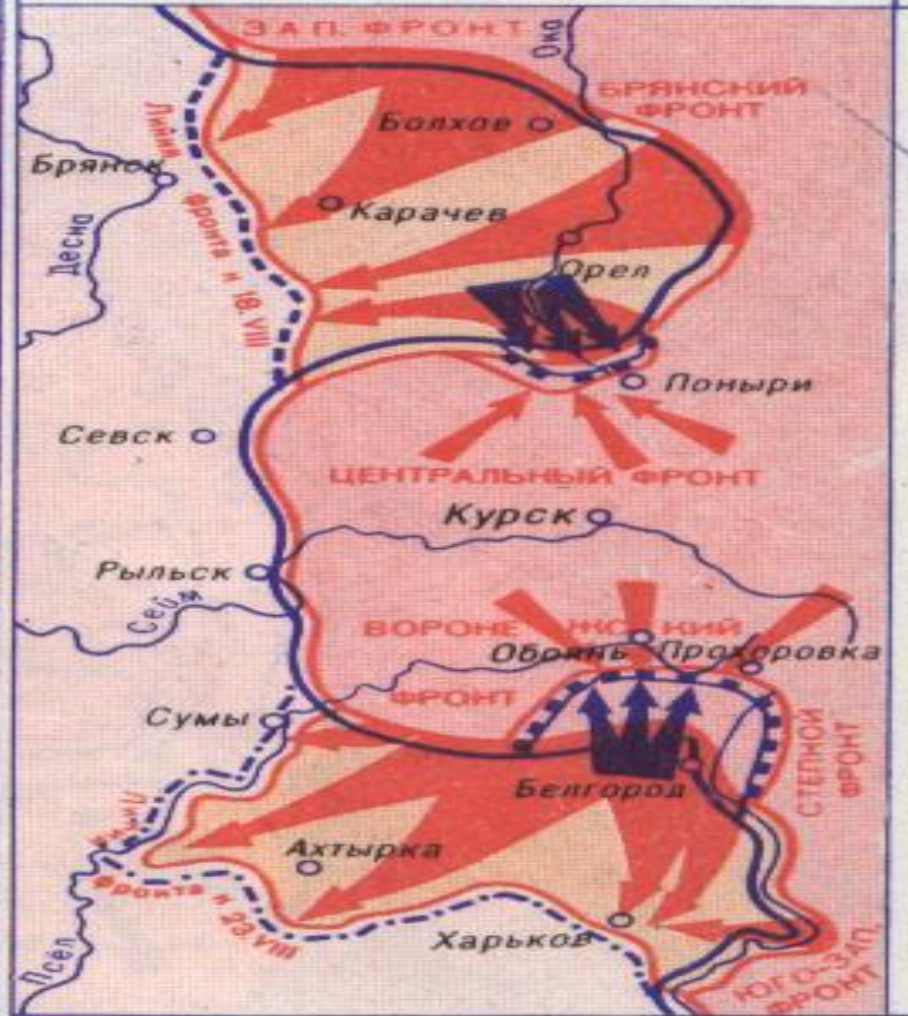 ЗАП. ФРОНТ
Ока
БРЯНСКИЙ
ФРОНТ
Болхов
Линия
Брянск
Карачев
фронта к 18.VIII
Десна
Орел
Поныри
Севск
ЦЕНТРАЛЬНЫЙ ФРОНТ
Курск
Рыльск
Сейм
ВОРОНЕЖСКИЙ
Обоянь
Прохоровка
ФРОНТ
Сумы
СТЕПНОЙ
ФРОНТ
Белгород
Линия
Ахтырка
фронта к 23.VIII
Харьков
Псёл
ЮГО-ЗАП.
ФРОНТ